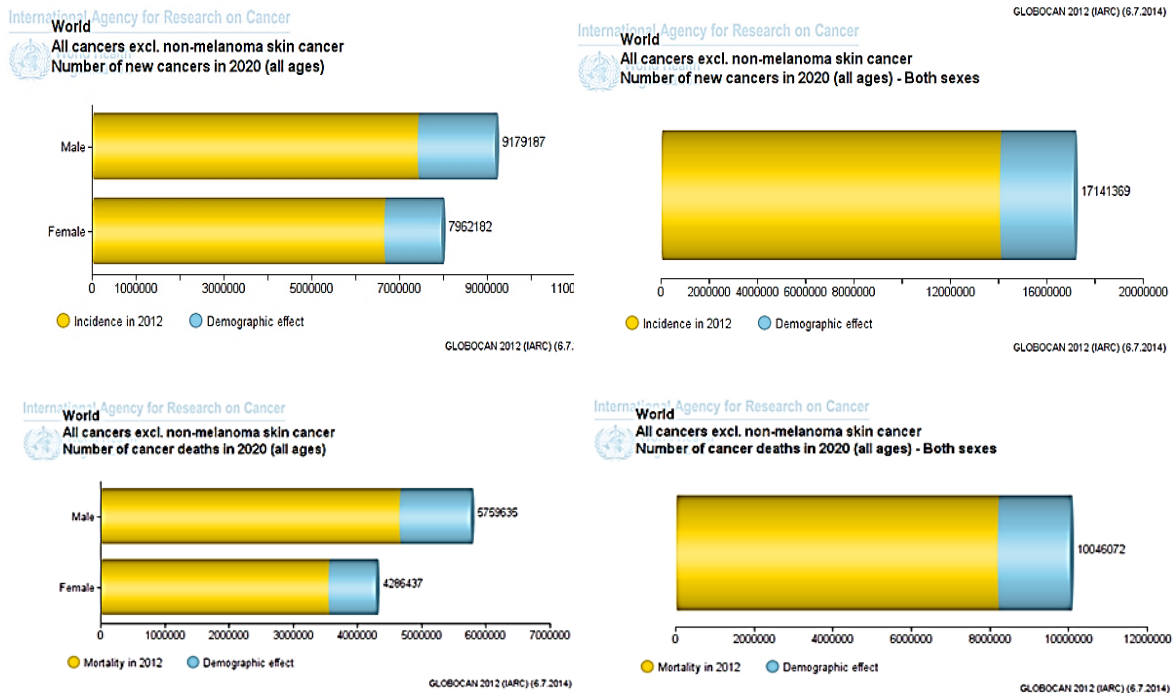 International Agency for Research on Cancer
World
All cancers excl. non-melanoma skin cancer
Number of new cancers in 2020 (all ages)
Male
9179187
Female
7962182
0 1000000 3000000 5000000 7000000 9000000 1100
Incidence in 2012 Demographic effect
GLOBOCAN 2012 (IARC) (6.7.
GLOBOCAN 2012 (IARC) (6.7.2014)
International Agency for Research on Cancer
World
All cancers excl. non-melanoma skin cancer
Number of new cancers in 2020 (all ages) - Both sexes
17141369
0 2000000 4000000 6000000 8000000 12000000 16000000 20000000
Incidence in 2012 Demographic effect
GLOBOCAN 2012 (IARC) (6.7.2014)
International Agency for Research on Cancer
World
All cancers excl. non-melanoma skin cancer
Number of cancer deaths in 2020 (all ages)
Male
5759635
Female
4286437
0 1000000 2000000 3000000 4000000 5000000 6000000 7000000
Mortality in 2012 Demographic effect
GLOBOCAN 2012 (IARC) (6.7.2014)
International Agency for Research on Cancer
World
All cancers excl. non-melanoma skin cancer
Number of cancer deaths in 2020 (all ages) - Both sexes
10046072
0 2000000 4000000 6000000 8000000 10000000 12000000
Mortality in 2012 Demographic effect
GLOBOCAN 2012 (IARC) (6.7.2014)